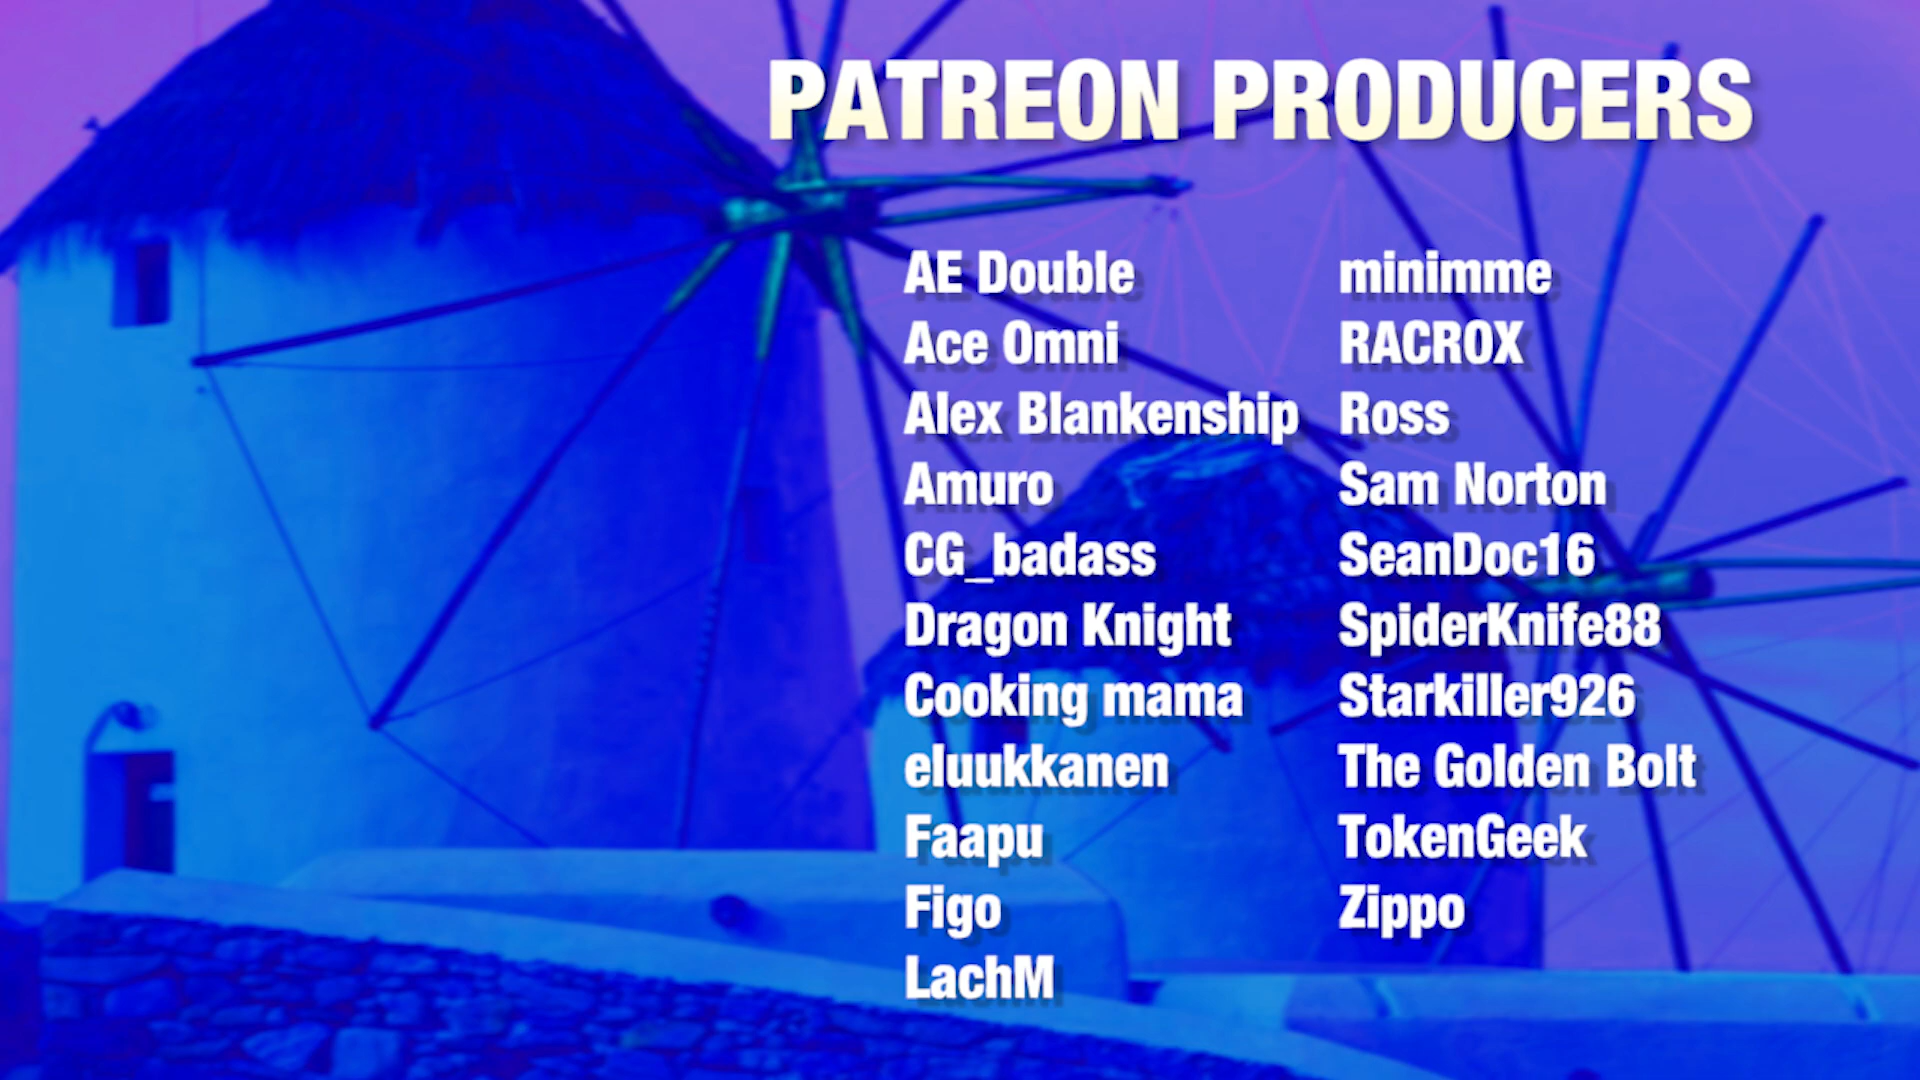 PATREON PRODUCERS
AE Double
Ace Omni
Alex Blankenship
Amuro
CG_badass
Dragon Knight
Cooking mama
eluukkanen
Faapu
Figo
LachM
minimme
RACROX
Ross
Sam Norton
SeanDoc16
SpiderKnife88
Starkiller926
The Golden Bolt
TokenGeek
Zippo